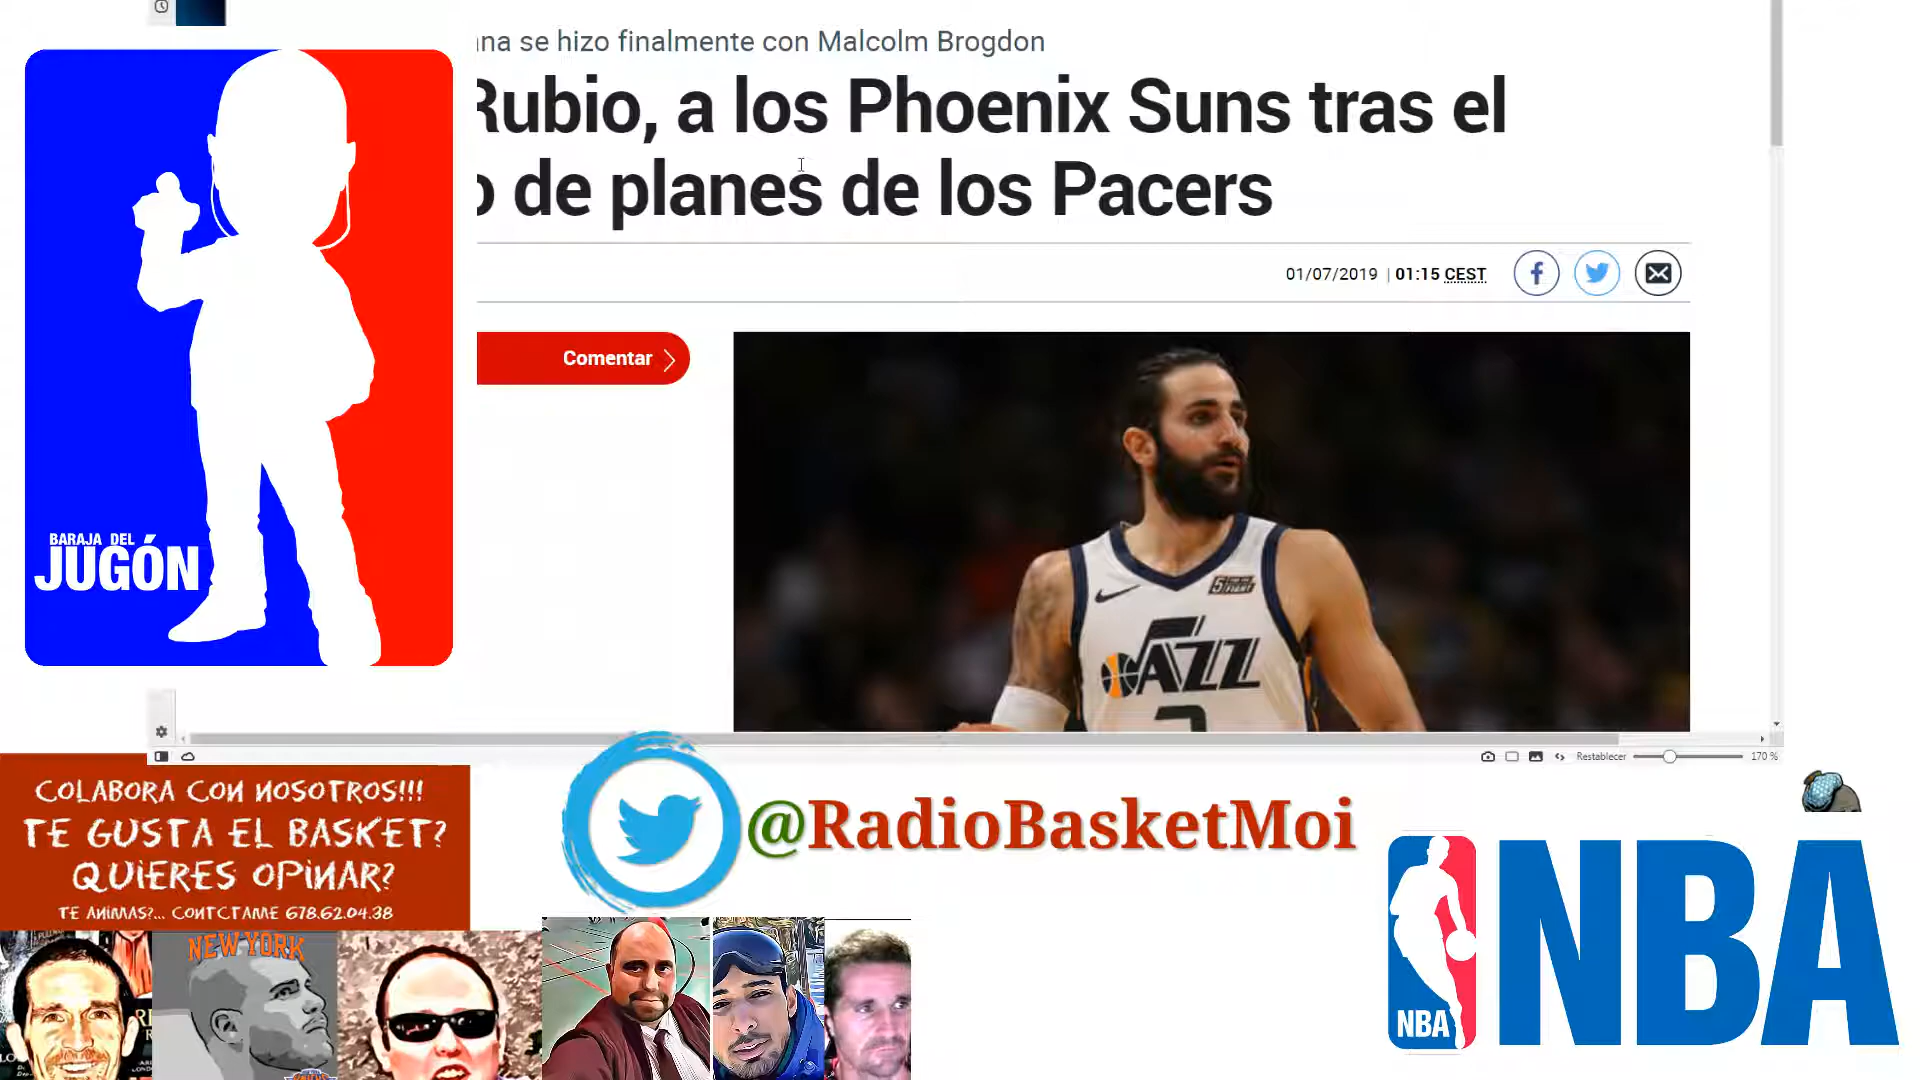 na se hizo finalmente con Malcolm Brogdon
Rubio, a los Phoenix Suns tras el
o de planes de los Pacers
01/07/2019 | 01:15 CEST
Comentar
BARAJA DEL
JUGÓN
JAZZ
Restablecer
170 %
COLABORA CON NOSOTROS!!!
TE GUSTA EL BASKET?
QUIERES OPINAR?
TE ANIMAS?... CONTCTAME 678.62.04.38
@RadioBasketMoi
NEW YORK
NBA
NBA